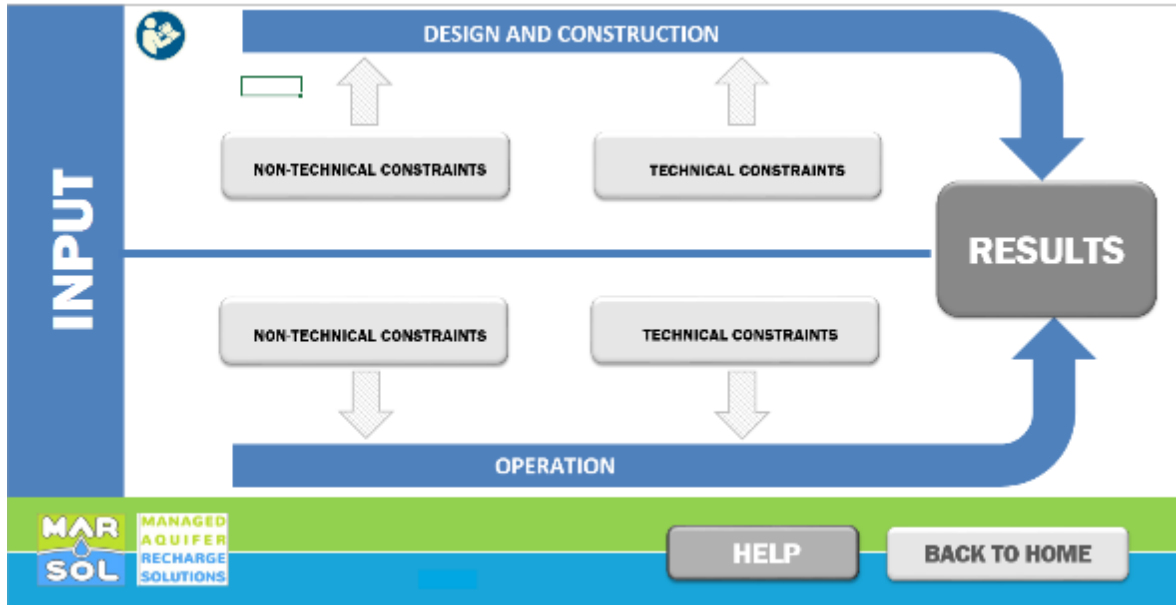 DESIGN AND CONSTRUCTION
NON-TECHNICAL CONSTRAINTS
TECHNICAL CONSTRAINTS
INPUT
RESULTS
NON-TECHNICAL CONSTRAINTS
TECHNICAL CONSTRAINTS
OPERATION
MAR
SOL
MANAGED
AQUIFER
RECHARGE
SOLUTIONS
HELP
BACK TO HOME